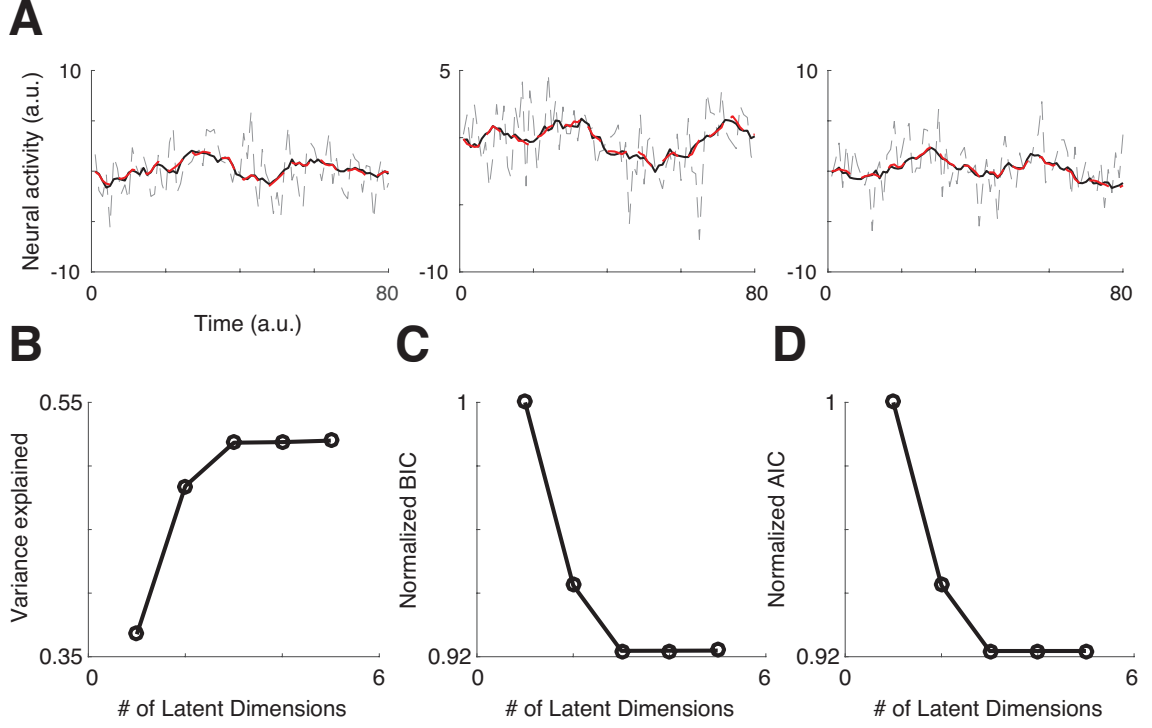 A
Neural activity (a.u.)
10
-10
0
80
5
-10
0
80
10
-10
0
80
Time (a.u.)
B
C
D
Variance explained
0.55
0.35
0
6
# of Latent Dimensions
Normalized BIC
1
0.92
0
6
# of Latent Dimensions
Normalized AIC
1
0.92
0
6
# of Latent Dimensions